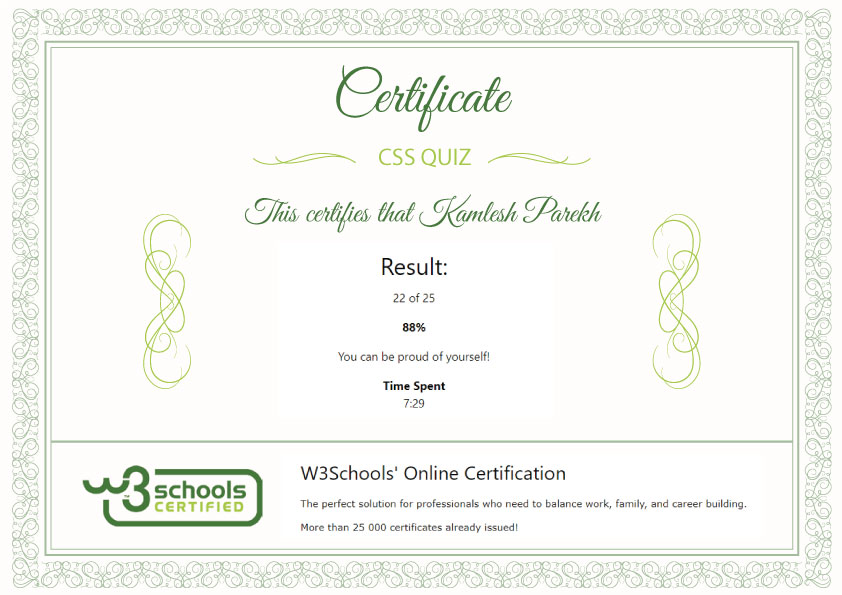 Certificate
CSS QUIZ
This certifies that Kamlesh Parekh
Result:
22 of 25
88%
You can be proud of yourself!
Time Spent
7:29
w3schools
CERTIFIED
TM
W3Schools' Online Certification
The perfect solution for professionals who need to balance work, family, and career building.
More than 25 000 certificates already issued!